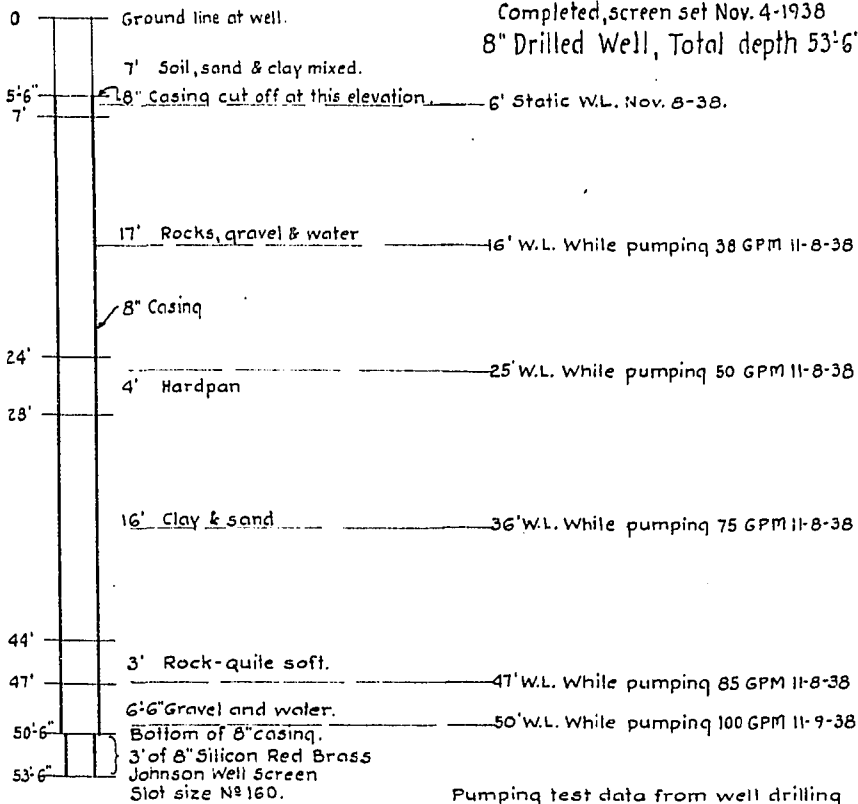 Completed, screen set Nov. 4-1938
8" Drilled Well, Total depth 53'-6"
0 Ground line at well.
7' Soil, sand & clay mixed.
5'-6" 8" Casing cut off at this elevation. 6' Static W.L. Nov. 8-38.
7'
17' Rocks, gravel & water 16' W.L. While pumping 38 GPM 11-8-38
8" Casing
24'
25' W.L. While pumping 50 GPM 11-8-38
4' Hardpan
28'
16' Clay & sand 36' W.L. While pumping 75 GPM 11-8-38
44'
3' Rock-quite soft.
47' 47' W.L. While pumping 85 GPM 11-8-38
6'-6" Gravel and water.
50' W.L. While pumping 100 GPM 11-9-38
50'-6" Bottom of 8" casing.
3' of 8" Silicon Red Brass
53'-6" Johnson Well Screen
Slot size No 160.
Pumping test data from well drilling